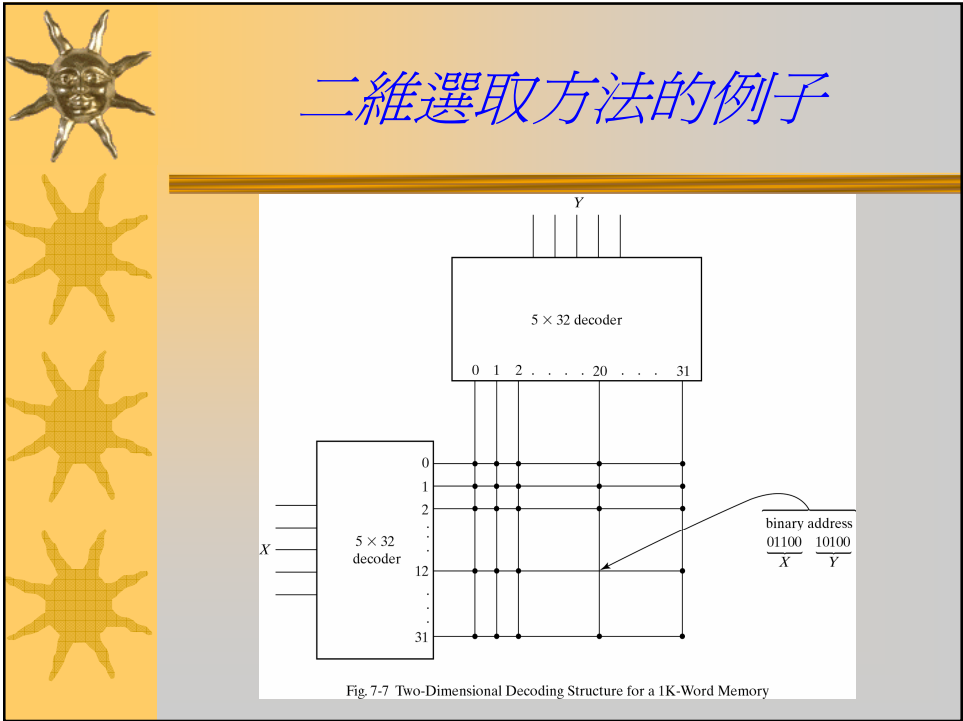 二維選取方法的例子
Y
5 × 32 decoder
0 1 2 . . . . 20 . . . 31
0
1
2
.
.
.
X
5 × 32
decoder
12
.
.
.
31
binary address
01100 10100
X Y
Fig. 7-7 Two-Dimensional Decoding Structure for a 1K-Word Memory